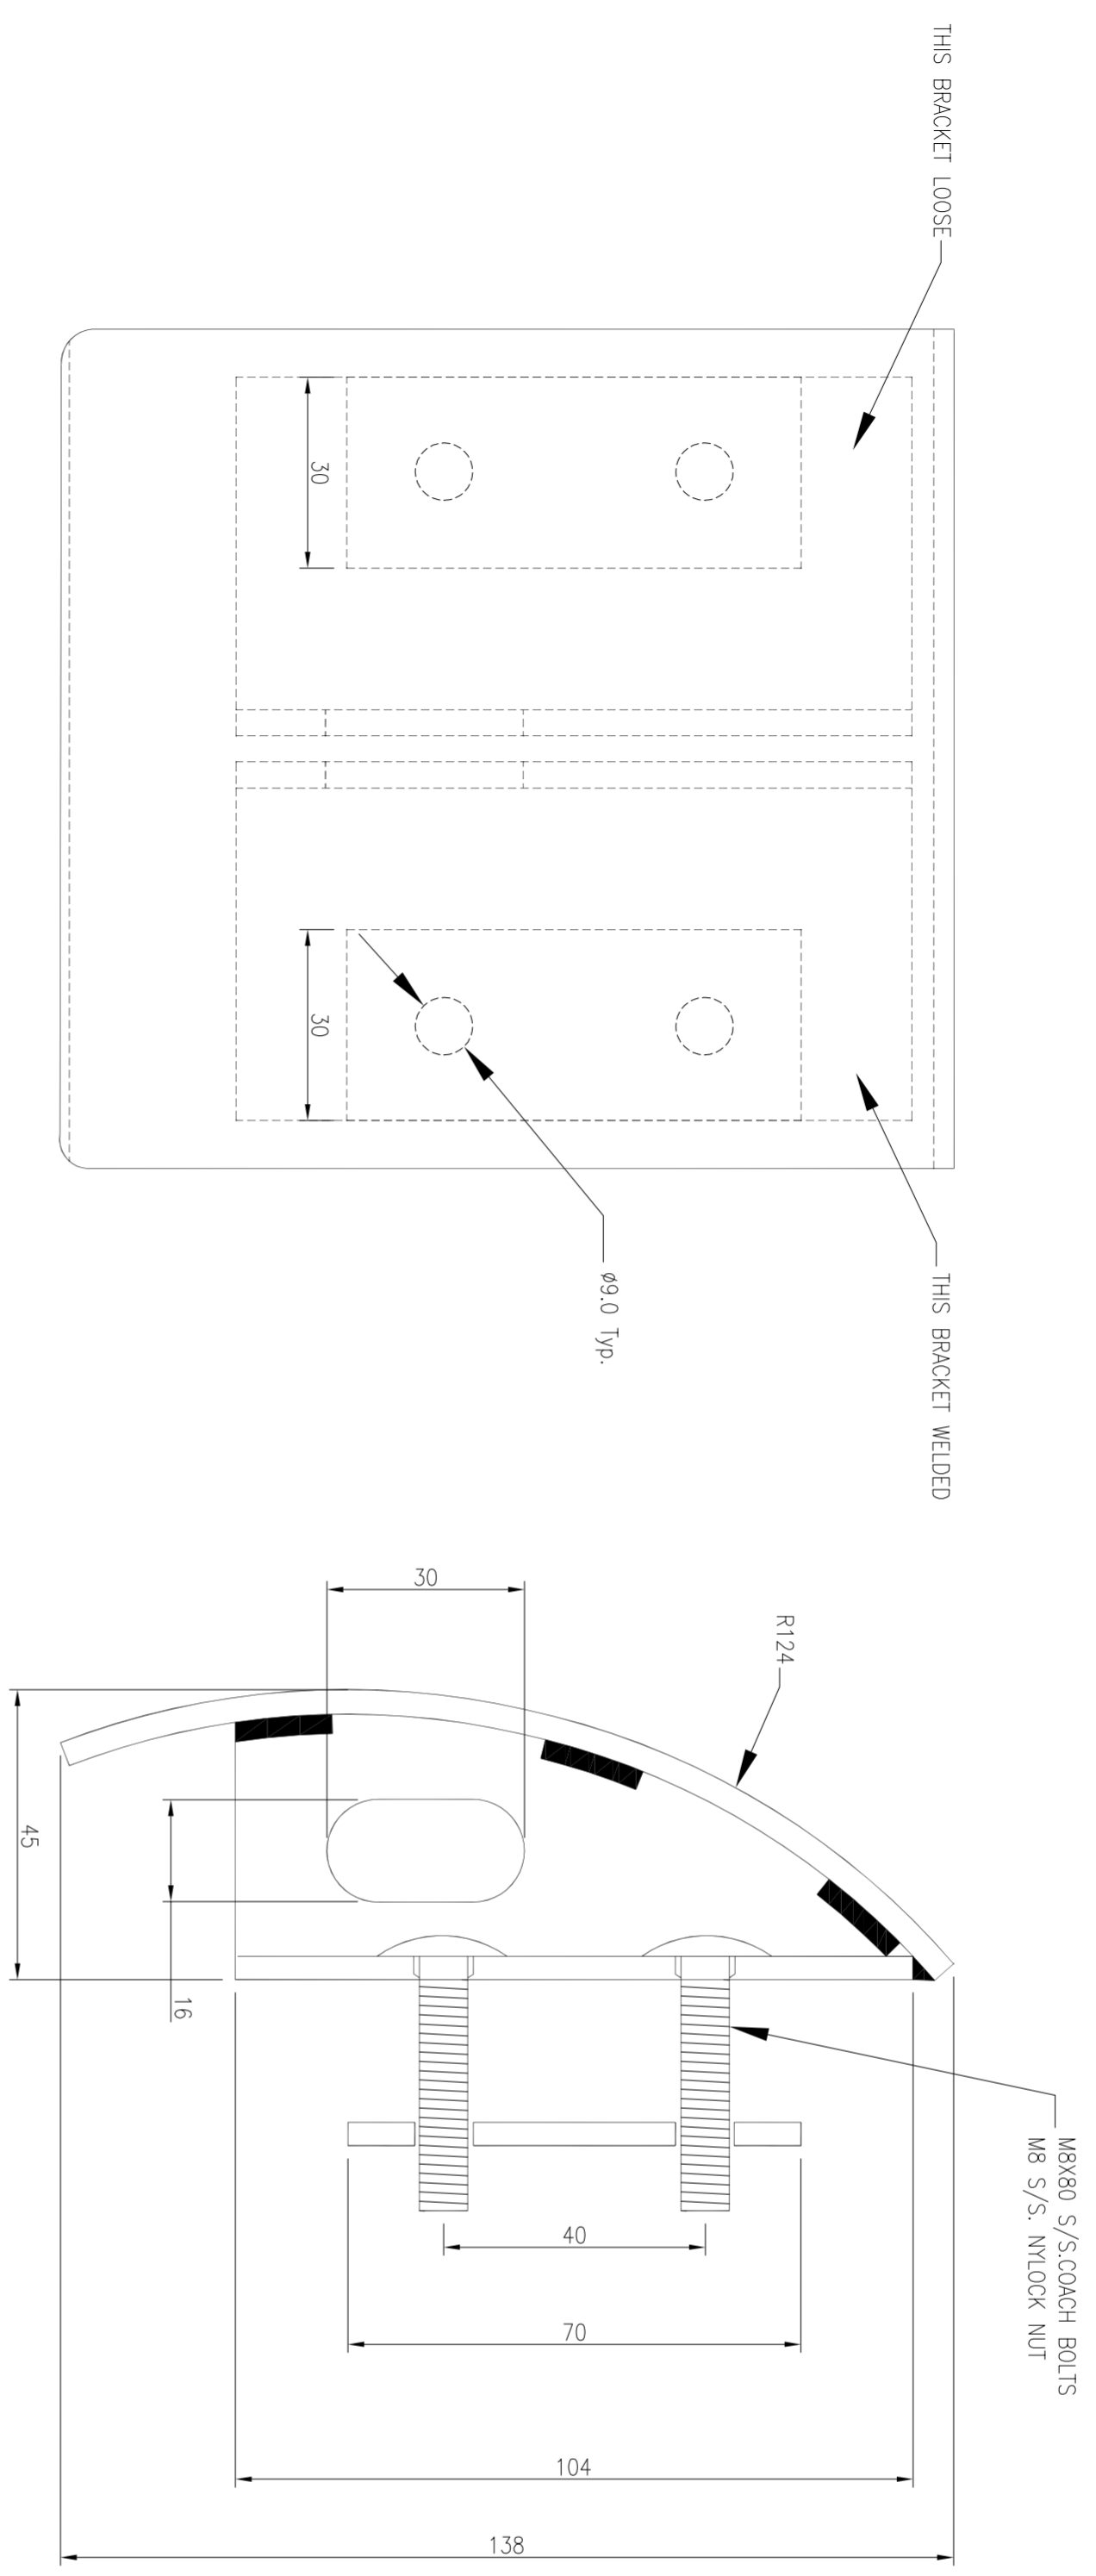 THIS BRACKET LOOSE
30
30
Ø9.0 Typ.
THIS BRACKET WELDED
30
R124
45
16
M8X80 S/S.COACH BOLTS
M8 S/S. NYLOCK NUT
40
70
104
138